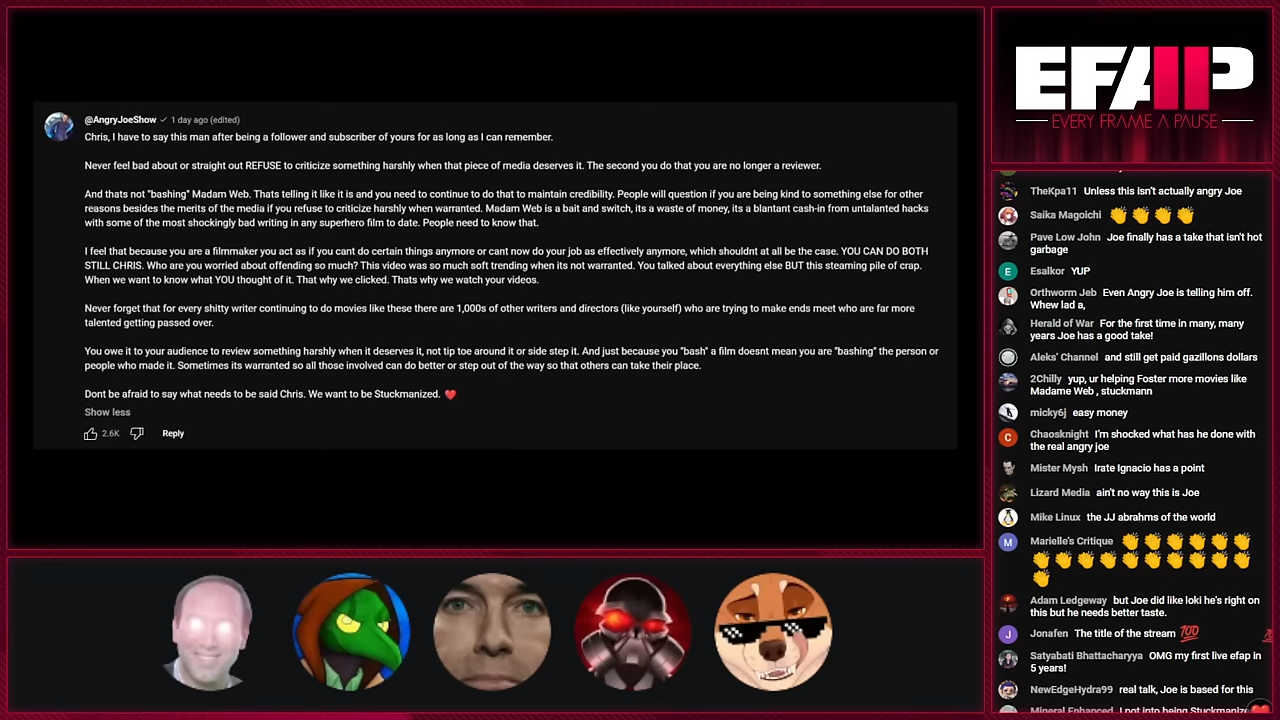 @AngryJoeShow 1 day ago (edited)
Chris, I have to say this man after being a follower and subscriber of yours for as long as I can remember.
Never feel bad about or straight out REFUSE to criticize something harshly when that piece of media deserves it. The second you do that you are no longer a reviewer.
And thats not "bashing" Madam Web. Thats telling it like it is and you need to continue to do that to maintain credibility. People will question if you are being kind to something else for other
reasons besides the merits of the media if you refuse to criticize harshly when warranted. Madam Web is a bait and switch, its a waste of money, its a blantant cash-in from untalanted hacks
with some of the most shockingly bad writing in any superhero film to date. People need to know that.
I feel that because you are a filmmaker you act as if you cant do certain things anymore or cant now do your job as effectively anymore, which shouldnt at all be the case. YOU CAN DO BOTH
STILL CHRIS. Who are you worried about offending so much? This video was so much soft trending when its not warranted. You talked about everything else BUT this steaming pile of crap.
When we want to know what YOU thought of it. That why we clicked. Thats why we watch your videos.
Never forget that for every shitty writer continuing to do movies like these there are 1,000s of other writers and directors (like yourself) who are trying to make ends meet who are far more
talented getting passed over.
You owe it to your audience to review something harshly when it deserves it, not tip toe around it or side step it. And just because you "bash" a film doesnt mean you are "bashing" the person or
people who made it. Sometimes its warranted so all those involved can do better or step out of the way so that others can take their place.
Dont be afraid to say what needs to be said Chris. We want to be Stuckmanized. ❤️
Show less
2.6K Reply
EFAP
EVERY FRAME A PAUSE
TheKpa11 Unless this isn't actually angry Joe
Saika Magoichi 👏 👏 👏 👏
Pave Low John Joe finally has a take that isn't hot
garbage
E Esalkor YUP
Orthworm Jeb Even Angry Joe is telling him off.
Whew lad,
Herald of War For the first time in many, many
years Joe has a good take!
Aleks' Channel and still get paid gazillons dollars
2Chilly yup, ur helping Foster more movies like
Madame Web , stuckmann
micky6j easy money
C Chaosknight I'm shocked what has he done with
the real angry joe
Mister Mysh Irate Ignacio has a point
Lizard Media ain't no way this is Joe
Mike Linux the JJ abrahms of the world
M Marielle's Critique 👏 👏 👏 👏 👏 👏
👏 👏 👏 👏 👏 👏 👏 👏 👏 👏
👏
Adam Ledgeway but Joe did like loki he's right on
this but he needs better taste.
J Jonafen The title of the stream 💯
Satyabati Bhattacharyya OMG my first live efap in
5 years!
NewEdgeHydra99 real talk, Joe is based for this
Mineral Enhanced I not into being Stuckmanize